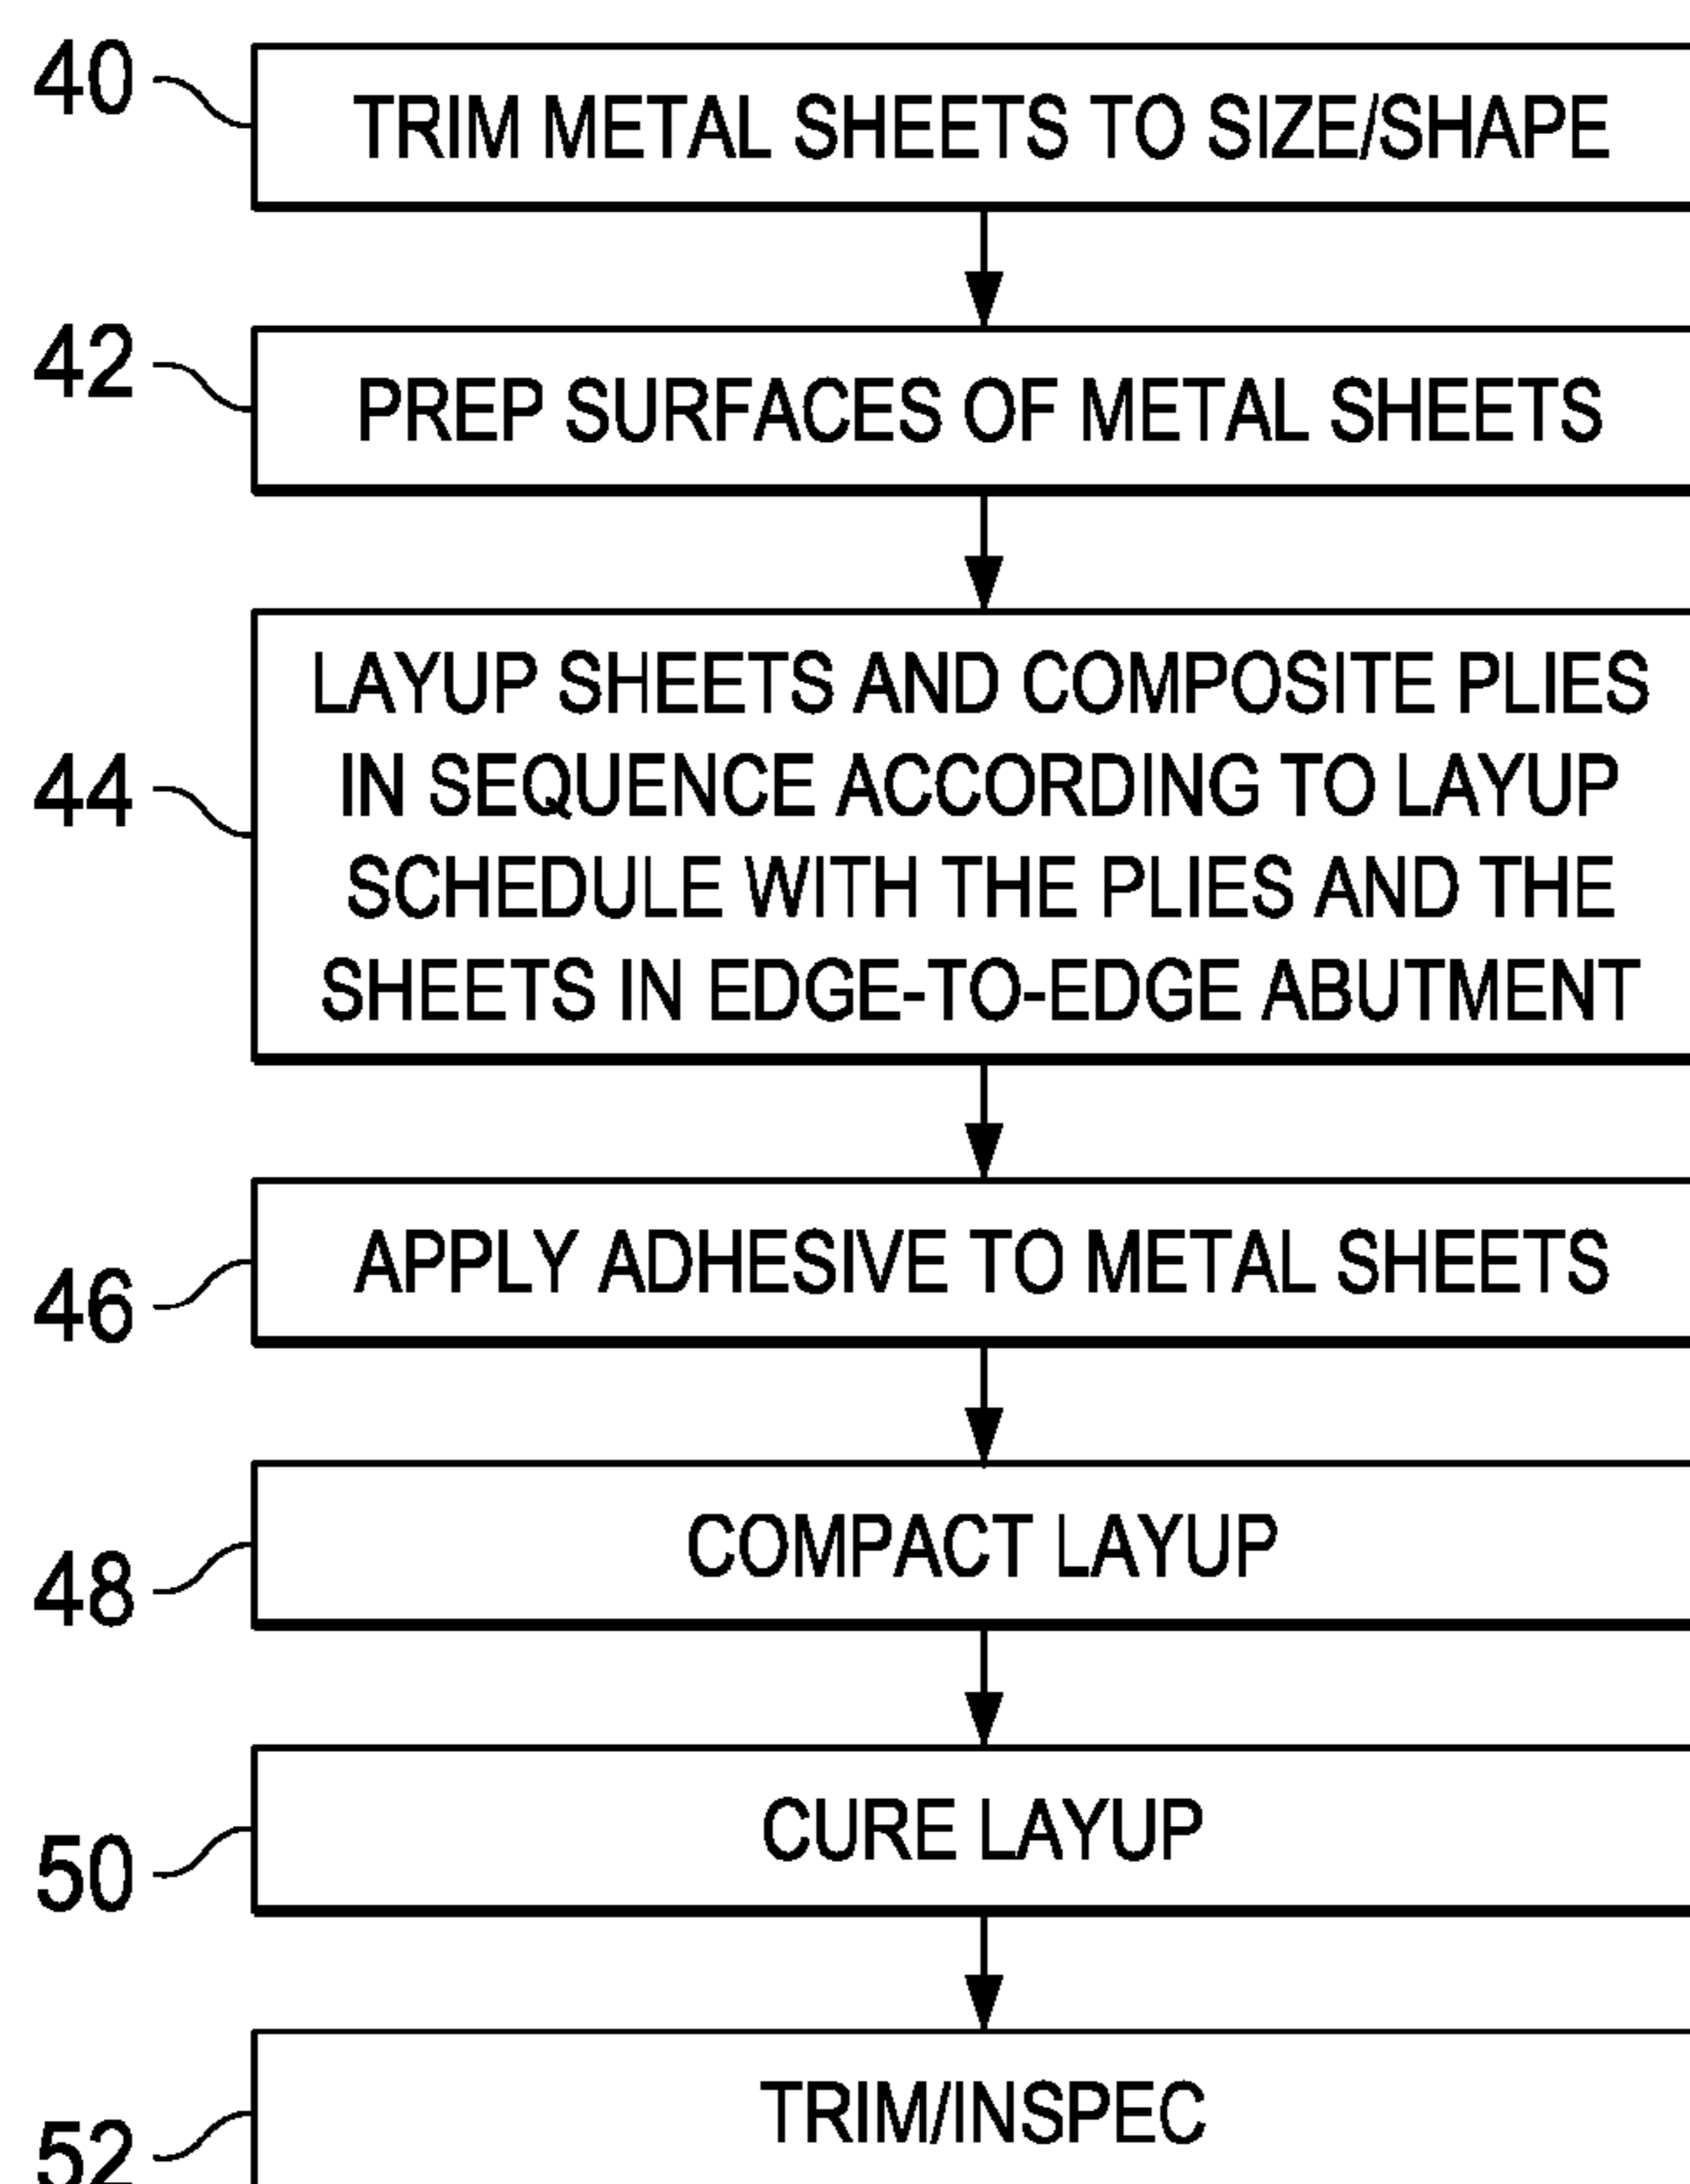 40
TRIM METAL SHEETS TO SIZE/SHAPE
42
PREP SURFACES OF METAL SHEETS
44
LAYUP SHEETS AND COMPOSITE PLIES
IN SEQUENCE ACCORDING TO LAYUP
SCHEDULE WITH THE PLIES AND THE
SHEETS IN EDGE-TO-EDGE ABUTMENT
46
APPLY ADHESIVE TO METAL SHEETS
48
COMPACT LAYUP
50
CURE LAYUP
52
TRIM/INSPEC